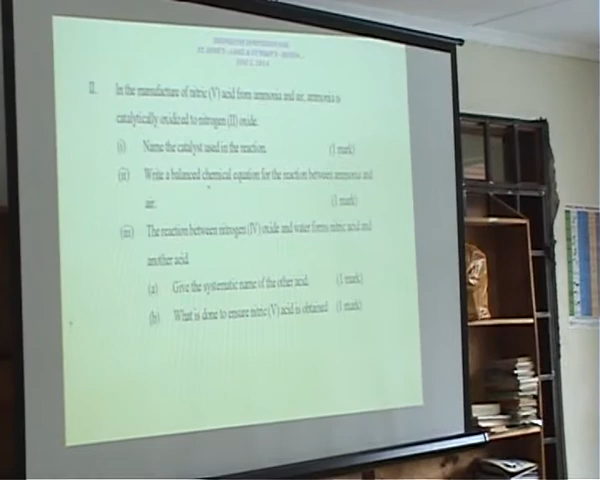 II. In the manufacture of nitric (V) acid from ammonia and air, ammonia is
catalytically oxidized to nitrogen (II) oxide.
(i) Name the catalyst used in the reaction. (1 mark)
(ii) Write a balanced chemical equation for the reaction between ammonia and
air. (1 mark)
(iii) The reaction between nitrogen (IV) oxide and water forms nitric acid and
another acid.
(a) Give the systematic name of the other acid. (1 mark)
(b) What is done to ensure nitric (V) acid is obtained (1 mark)